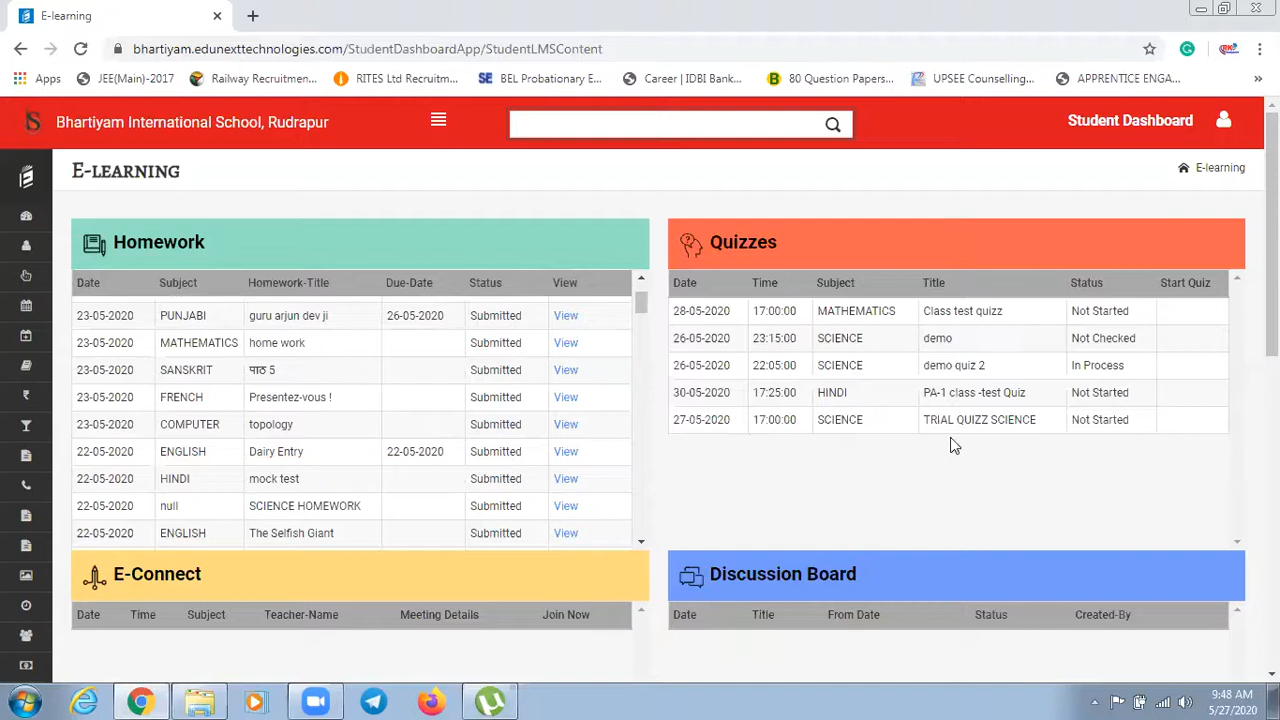 E-learning
bhartiyam.edunexttechnologies.com/StudentDashboardApp/StudentLMSContent
Apps JEE(Main)-2017 Railway Recruitmen... RITES Ltd Recruitm... BEL Probationary E... Career | IDBI Bank... 80 Question Papers... UPSEE Counselling... APPRENTICE ENGA... »
Bhartiyam International School, Rudrapur Student Dashboard
E-LEARNING E-learning
Homework
Date Subject Homework-Title Due-Date Status View
23-05-2020 PUNJABI guru arjun dev ji 26-05-2020 Submitted View
23-05-2020 MATHEMATICS home work Submitted View
23-05-2020 SANSKRIT पाठ 5 Submitted View
23-05-2020 FRENCH Presentez-vous ! Submitted View
23-05-2020 COMPUTER topology Submitted View
22-05-2020 ENGLISH Dairy Entry 22-05-2020 Submitted View
22-05-2020 HINDI mock test Submitted View
22-05-2020 null SCIENCE HOMEWORK Submitted View
22-05-2020 ENGLISH The Selfish Giant Submitted View
Quizzes
Date Time Subject Title Status Start Quiz
28-05-2020 17:00:00 MATHEMATICS Class test quizz Not Started
26-05-2020 23:15:00 SCIENCE demo Not Checked
26-05-2020 22:05:00 SCIENCE demo quiz 2 In Process
30-05-2020 17:25:00 HINDI PA-1 class -test Quiz Not Started
27-05-2020 17:00:00 SCIENCE TRIAL QUIZZ SCIENCE Not Started
E-Connect
Date Time Subject Teacher-Name Meeting Details Join Now
Discussion Board
Date Title From Date Status Created-By
9:48 AM
5/27/2020